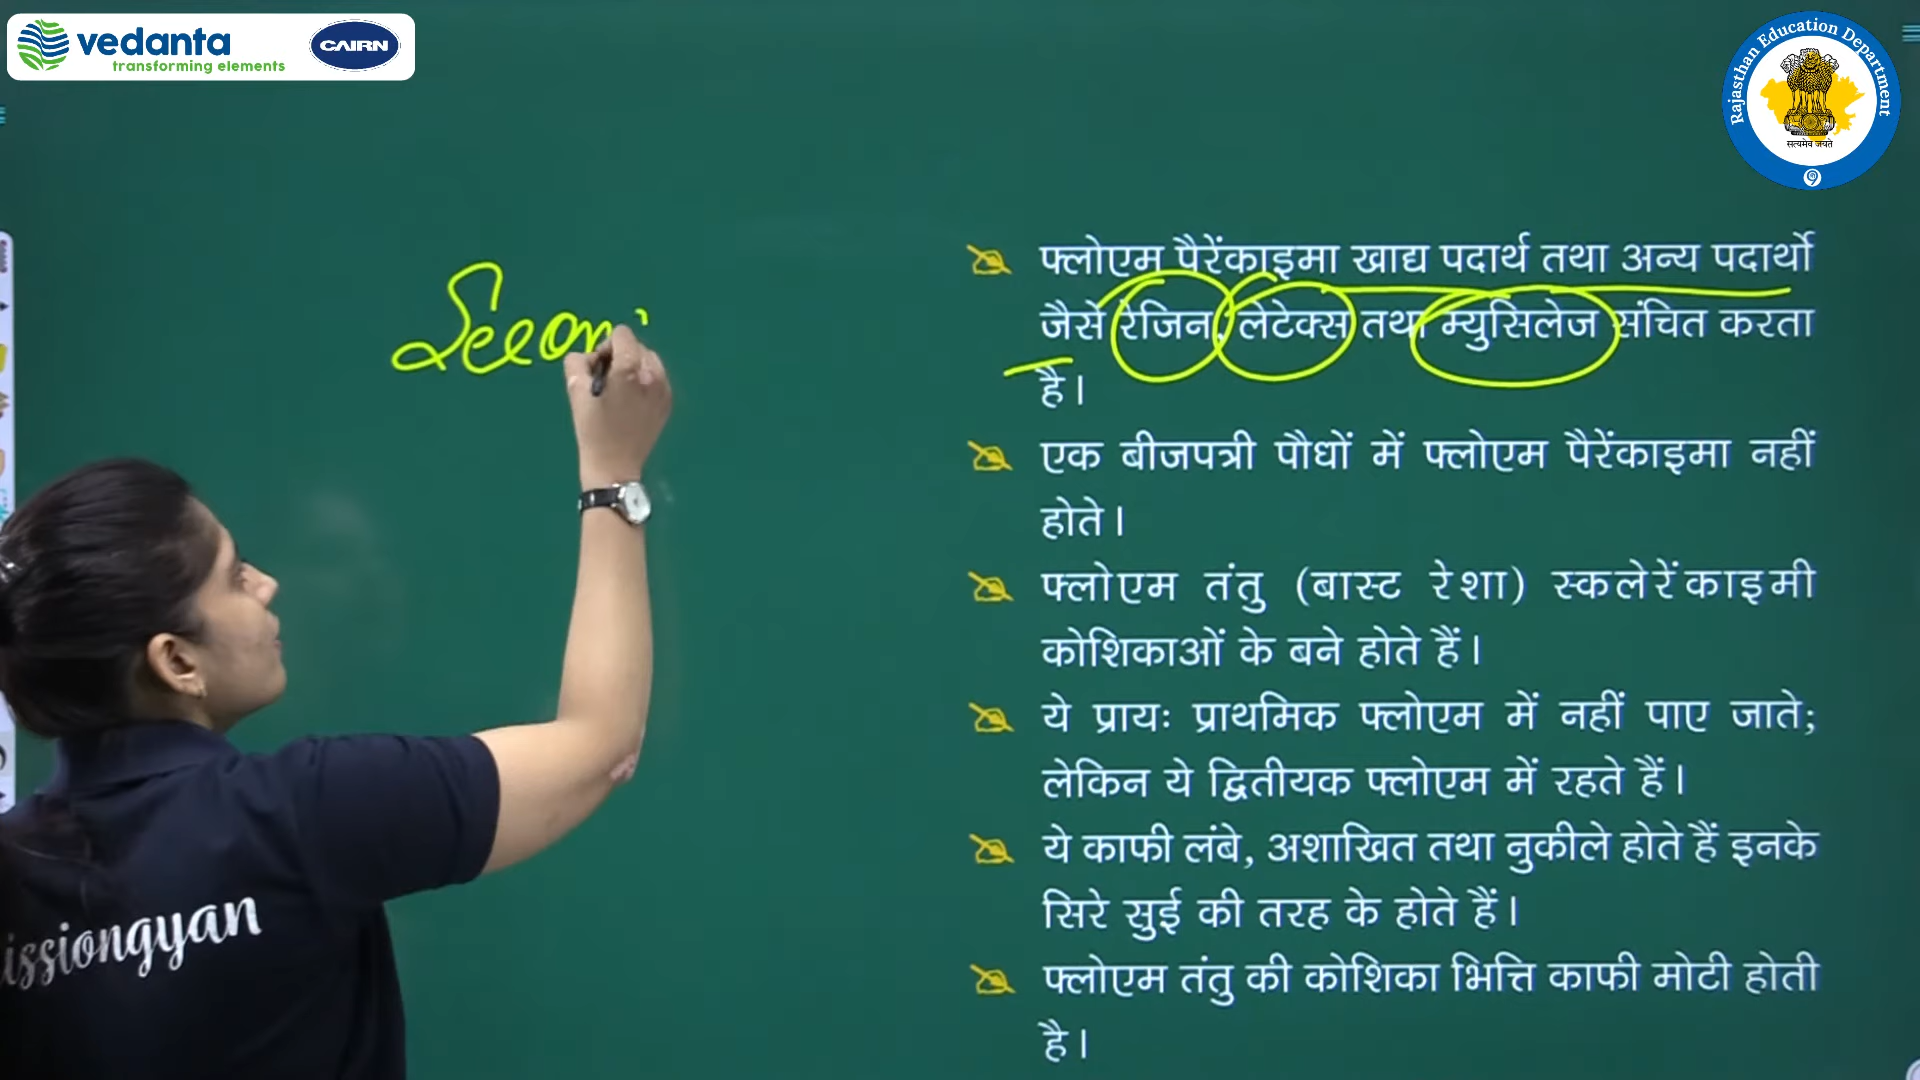 vedanta
transforming elements
CAIRN
Rajasthan Education Department
सत्यमेव जयते
फ्लोएम पैरेंकाइमा खाद्य पदार्थ तथा अन्य पदार्थो
जैसे रेजिन, लेटेक्स तथा म्युसिलेज संचित करता
है।
एक बीजपत्री पौधों में फ्लोएम पैरेंकाइमा नहीं
होते।
फ्लोएम तंतु (बास्ट रेशा) स्कलेरेंकाइमी
कोशिकाओं के बने होते हैं।
ये प्रायः प्राथमिक फ्लोएम में नहीं पाए जाते;
लेकिन ये द्वितीयक फ्लोएम में रहते हैं।
ये काफी लंबे, अशाखित तथा नुकीले होते हैं इनके
सिरे सुई की तरह के होते हैं।
फ्लोएम तंतु की कोशिका भित्ति काफी मोटी होती
है।
issiongyan